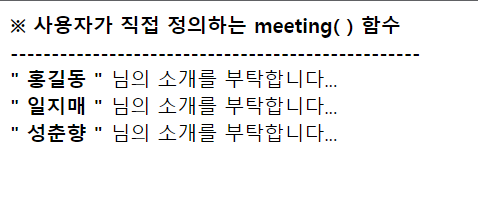 ※ 사용자가 직접 정의하는 meeting( ) 함수
--------------------------------------------------
" 홍길동 " 님의 소개를 부탁합니다...
" 일지매 " 님의 소개를 부탁합니다...
" 성춘향 " 님의 소개를 부탁합니다...